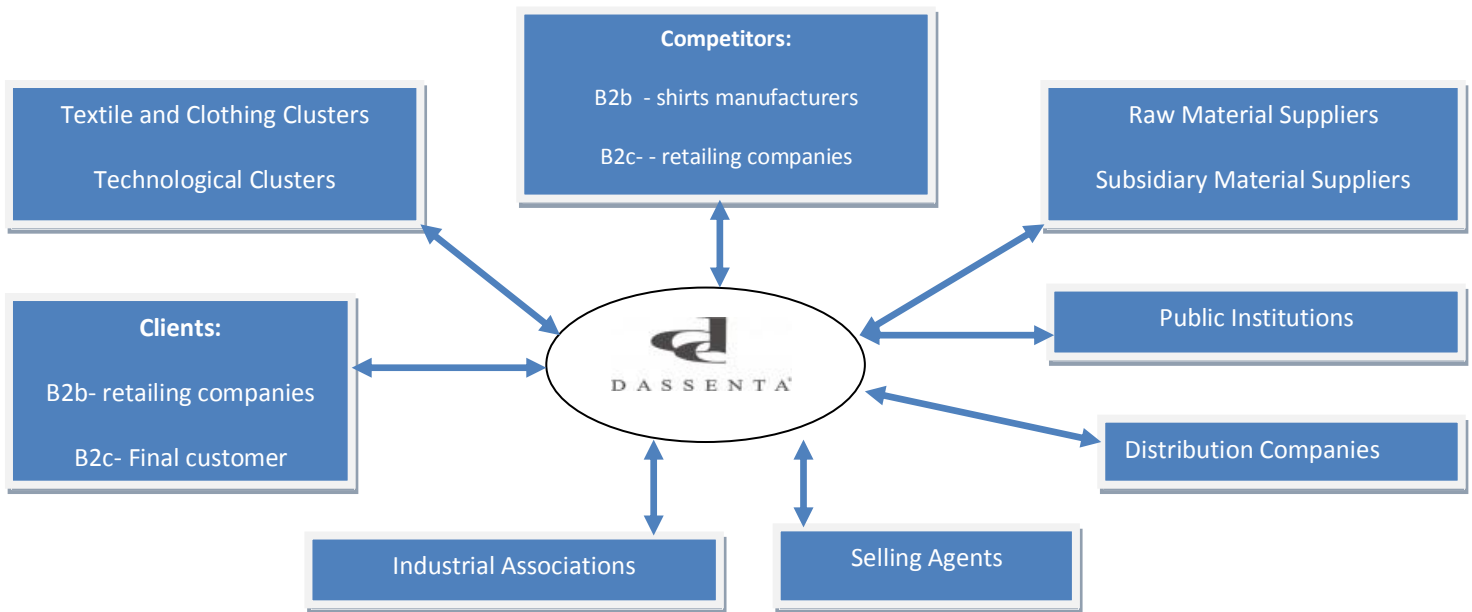 Competitors:
B2b - shirts manufacturers
B2c- - retailing companies
Textile and Clothing Clusters
Technological Clusters
Raw Material Suppliers
Subsidiary Material Suppliers
Clients:
B2b- retailing companies
B2c- Final customer
DASSENTA®
Public Institutions
Distribution Companies
Industrial Associations
Selling Agents